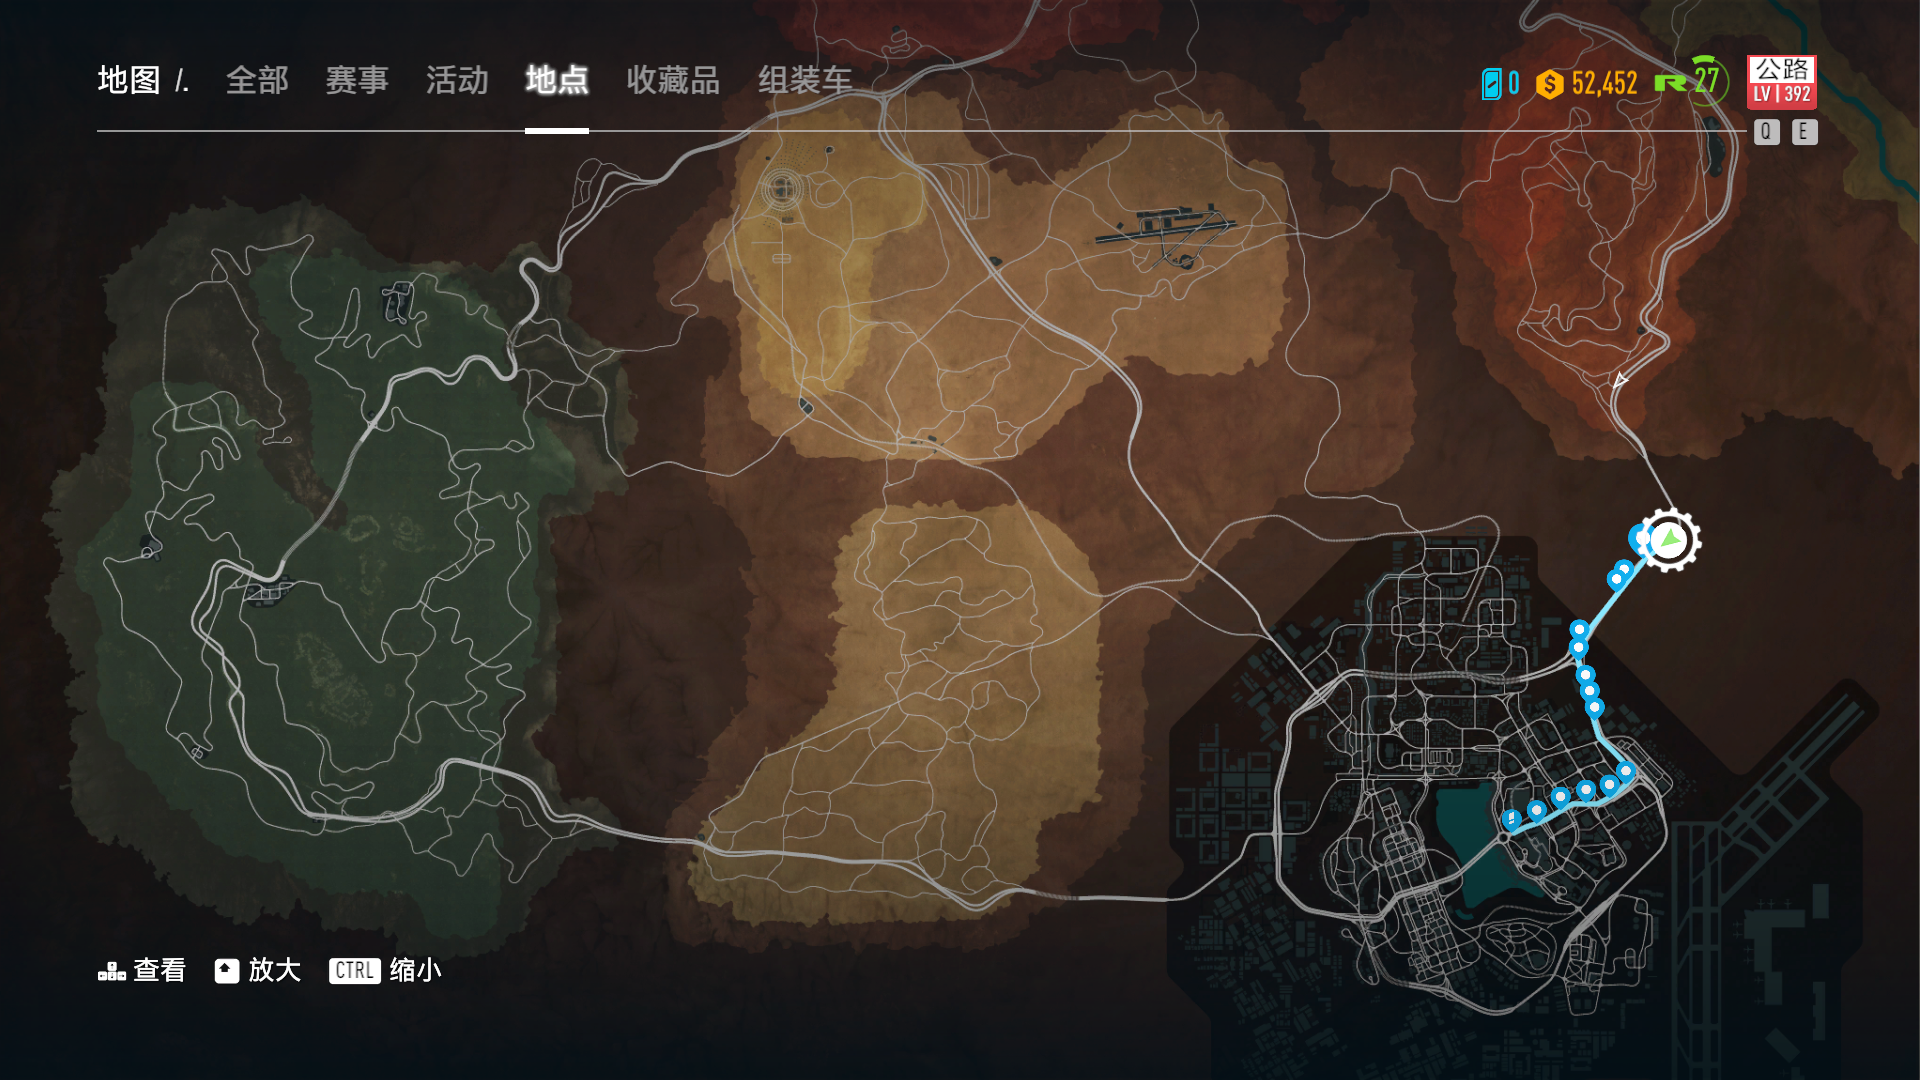 地图 /. 全部 赛事 活动 地点 收藏品 组装车
0 52,452 R 27
公路
LV | 392
Q E
查看 放大 CTRL 缩小